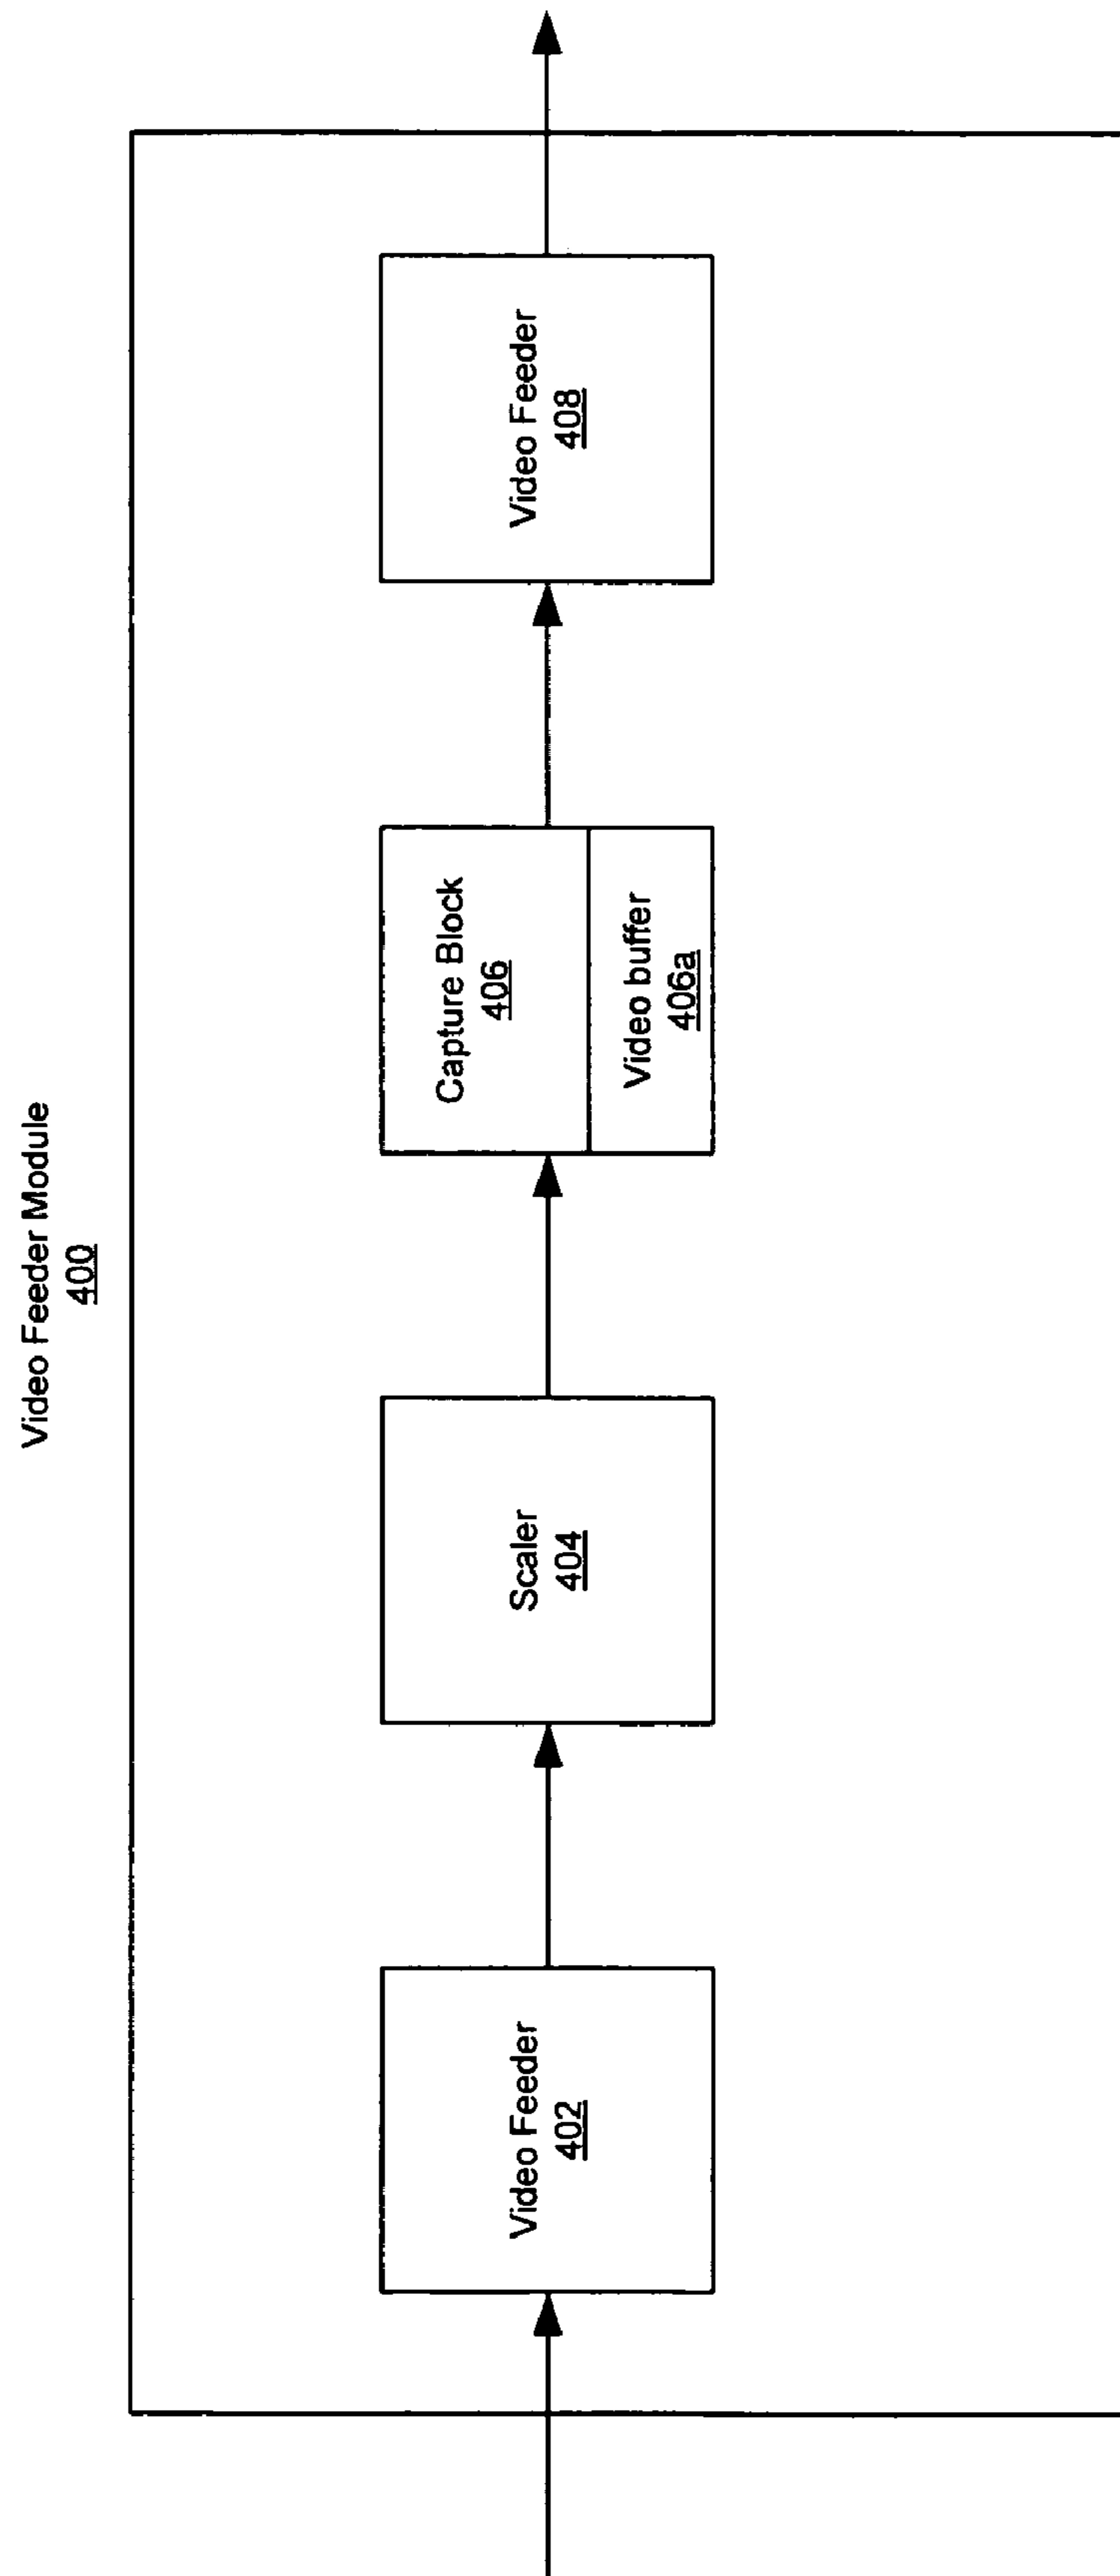 Video Feeder Module
400
Video Feeder
402
Scaler
404
Capture Block
406
Video buffer
406a
Video Feeder
408